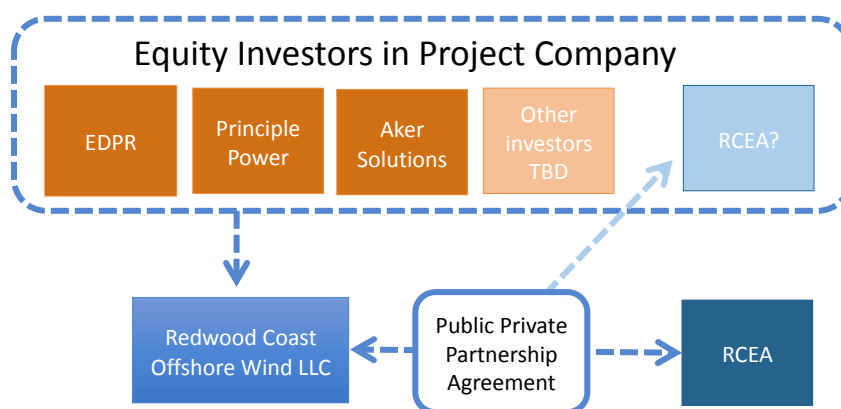 Equity Investors in Project Company
EDPR
Principle
Power
Aker
Solutions
Other
investors
TBD
RCEA?
Redwood Coast
Offshore Wind LLC
Public Private
Partnership
Agreement
RCEA